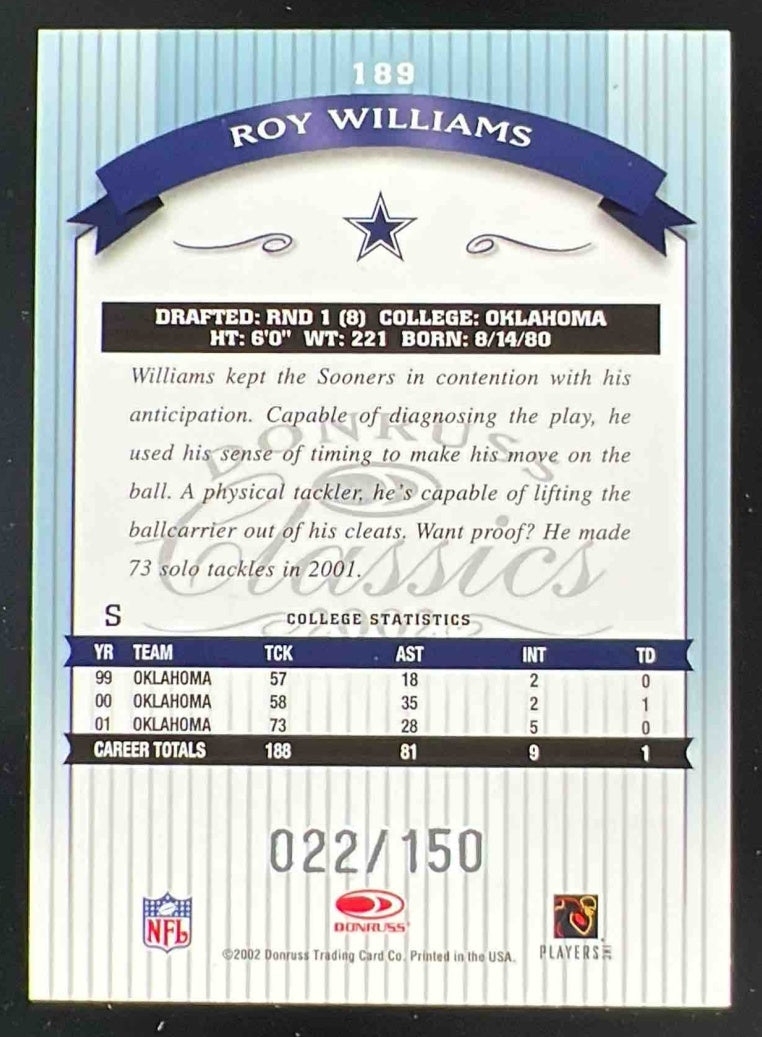 189
ROY WILLIAMS
DRAFTED: RND 1 (8) COLLEGE: OKLAHOMA
HT: 6'0" WT: 221 BORN: 8/14/80
Williams kept the Sooners in contention with his
anticipation. Capable of diagnosing the play, he
used his sense of timing to make his move on the
ball. A physical tackler, he's capable of lifting the
ballcarrier out of his cleats. Want proof? He made
73 solo tackles in 2001.
DONRUSS
Classics
2002
S COLLEGE STATISTICS
YR TEAM TCK AST INT TD
99 OKLAHOMA 57 18 2 0
00 OKLAHOMA 58 35 2 1
01 OKLAHOMA 73 28 5 0
CAREER TOTALS 188 81 9 1
022/150
NFL
DONRUSS
PLAYERS INC
©2002 Donruss Trading Card Co. Printed in the USA.